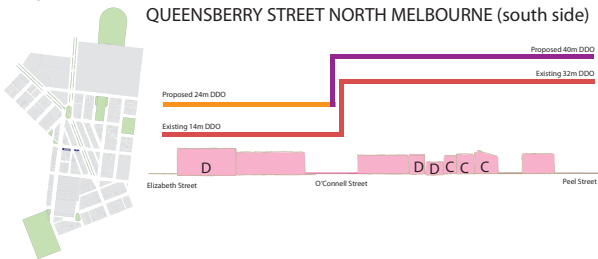 QUEENSBERRY STREET NORTH MELBOURNE (south side)
Proposed 40m DDO
Existing 32m DDO
Proposed 24m DDO
Existing 14m DDO
D
D D C C C
Elizabeth Street
O'Connell Street
Peel Street